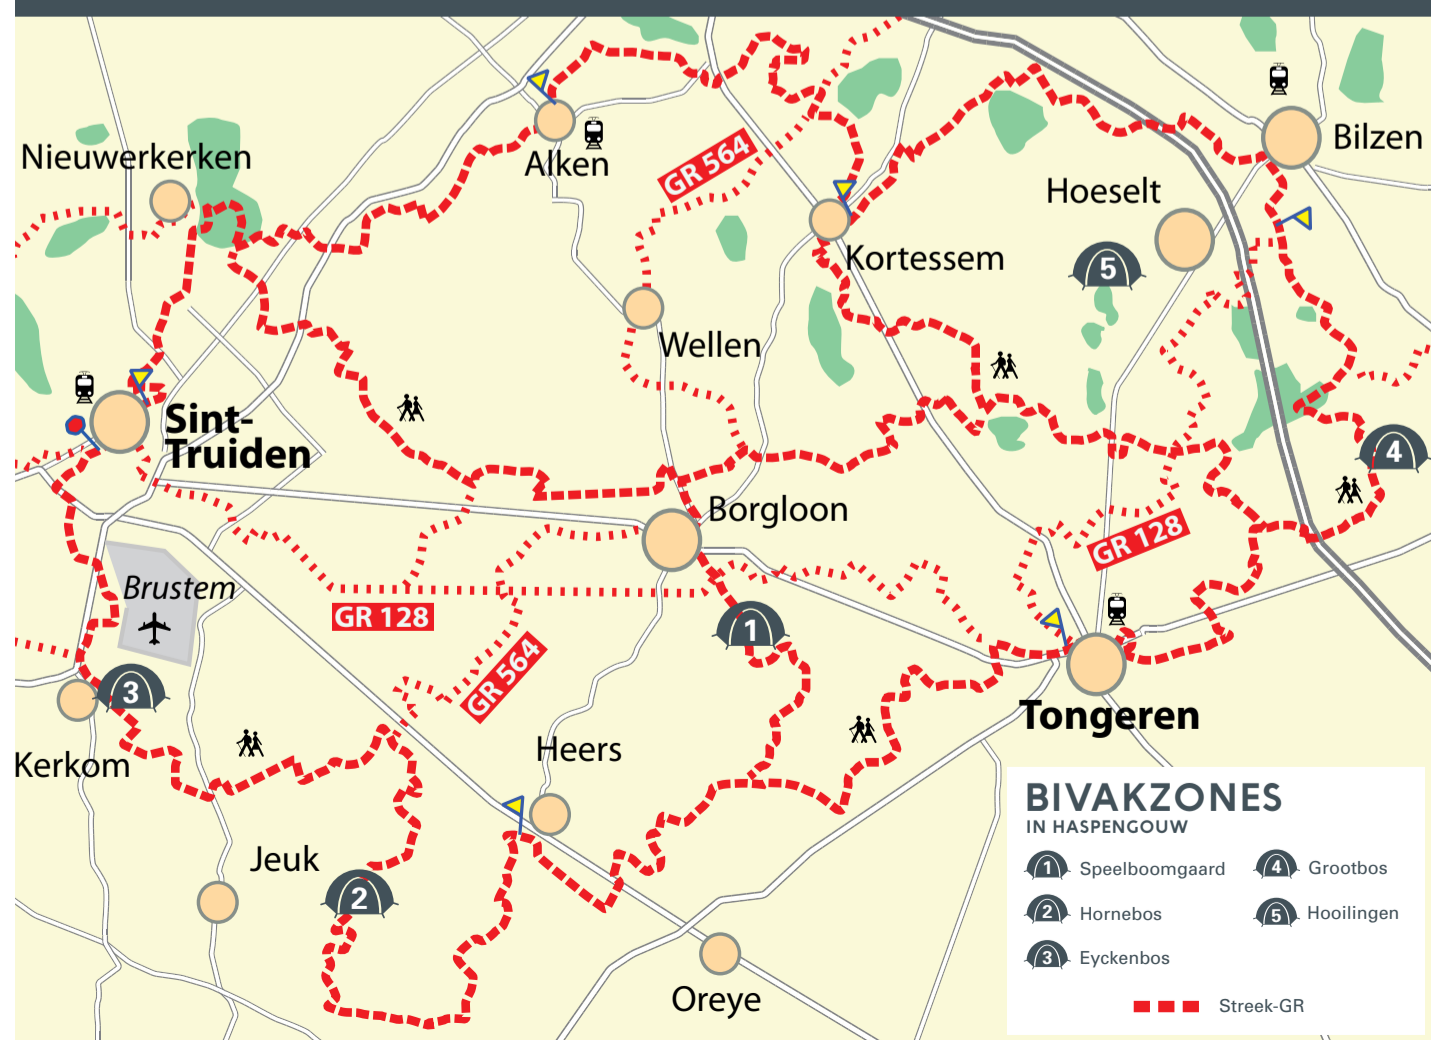 Nieuwerkerken
Alken
GR 564
Bilzen
Hoeselt
Kortessem
5
Wellen
Sint-
Truiden
4
Borgloon
GR 128
Brustem
GR 128
1
GR 564
3
Tongeren
Kerkom
Heers
Jeuk
2
Oreye
BIVAKZONES
IN HASPENGOUW
1 Speelboomgaard
2 Hornebos
3 Eyckenbos
4 Grootbos
5 Hooilingen
Streek-GR